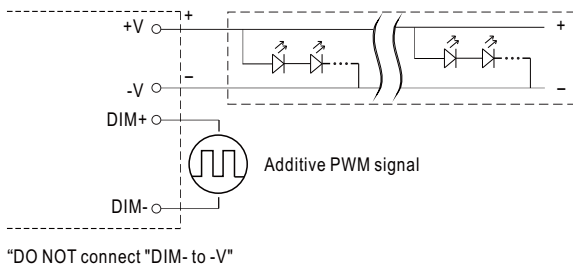 +V
+
+
-V
−
−
DIM+
Additive PWM signal
DIM-
“DO NOT connect "DIM- to -V"